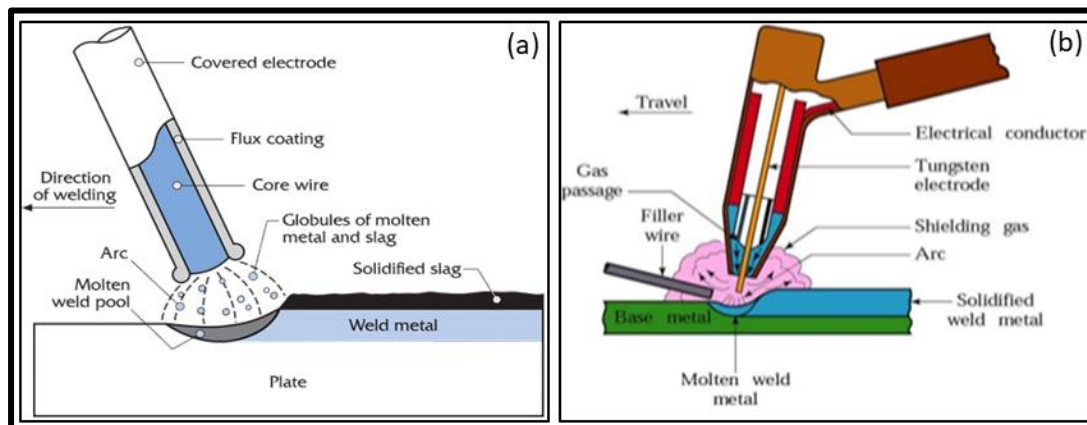 (a)
Covered electrode
Flux coating
Direction
of welding
Core wire
Globules of molten
metal and slag
Arc
Solidified slag
Molten
weld pool
Weld metal
Plate
(b)
Travel
Electrical conductor
Gas
passage
Tungsten
electrode
Filler
wire
Shielding gas
Arc
Solidified
weld metal
Base metal
Molten weld
metal